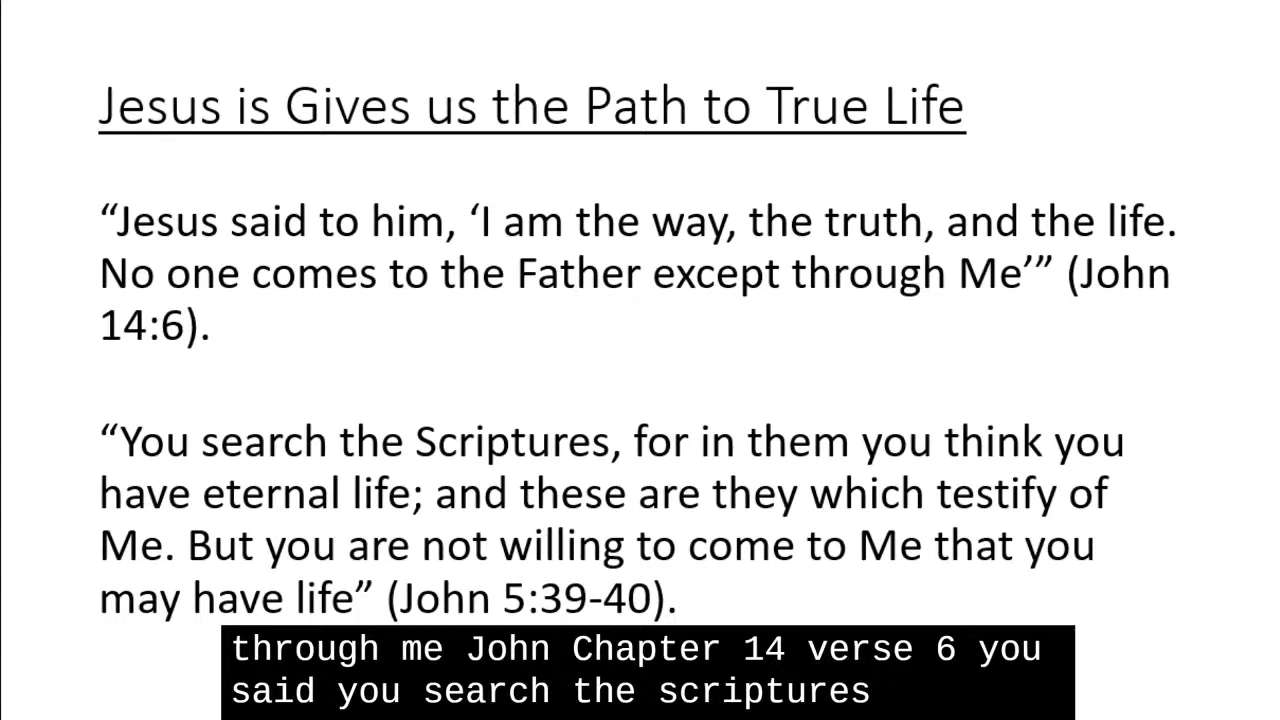 Jesus is Gives us the Path to True Life
“Jesus said to him, ‘I am the way, the truth, and the life.
No one comes to the Father except through Me’” (John
14:6).
“You search the Scriptures, for in them you think you
have eternal life; and these are they which testify of
Me. But you are not willing to come to Me that you
may have life” (John 5:39-40).
through me John Chapter 14 verse 6 you
said you search the scriptures